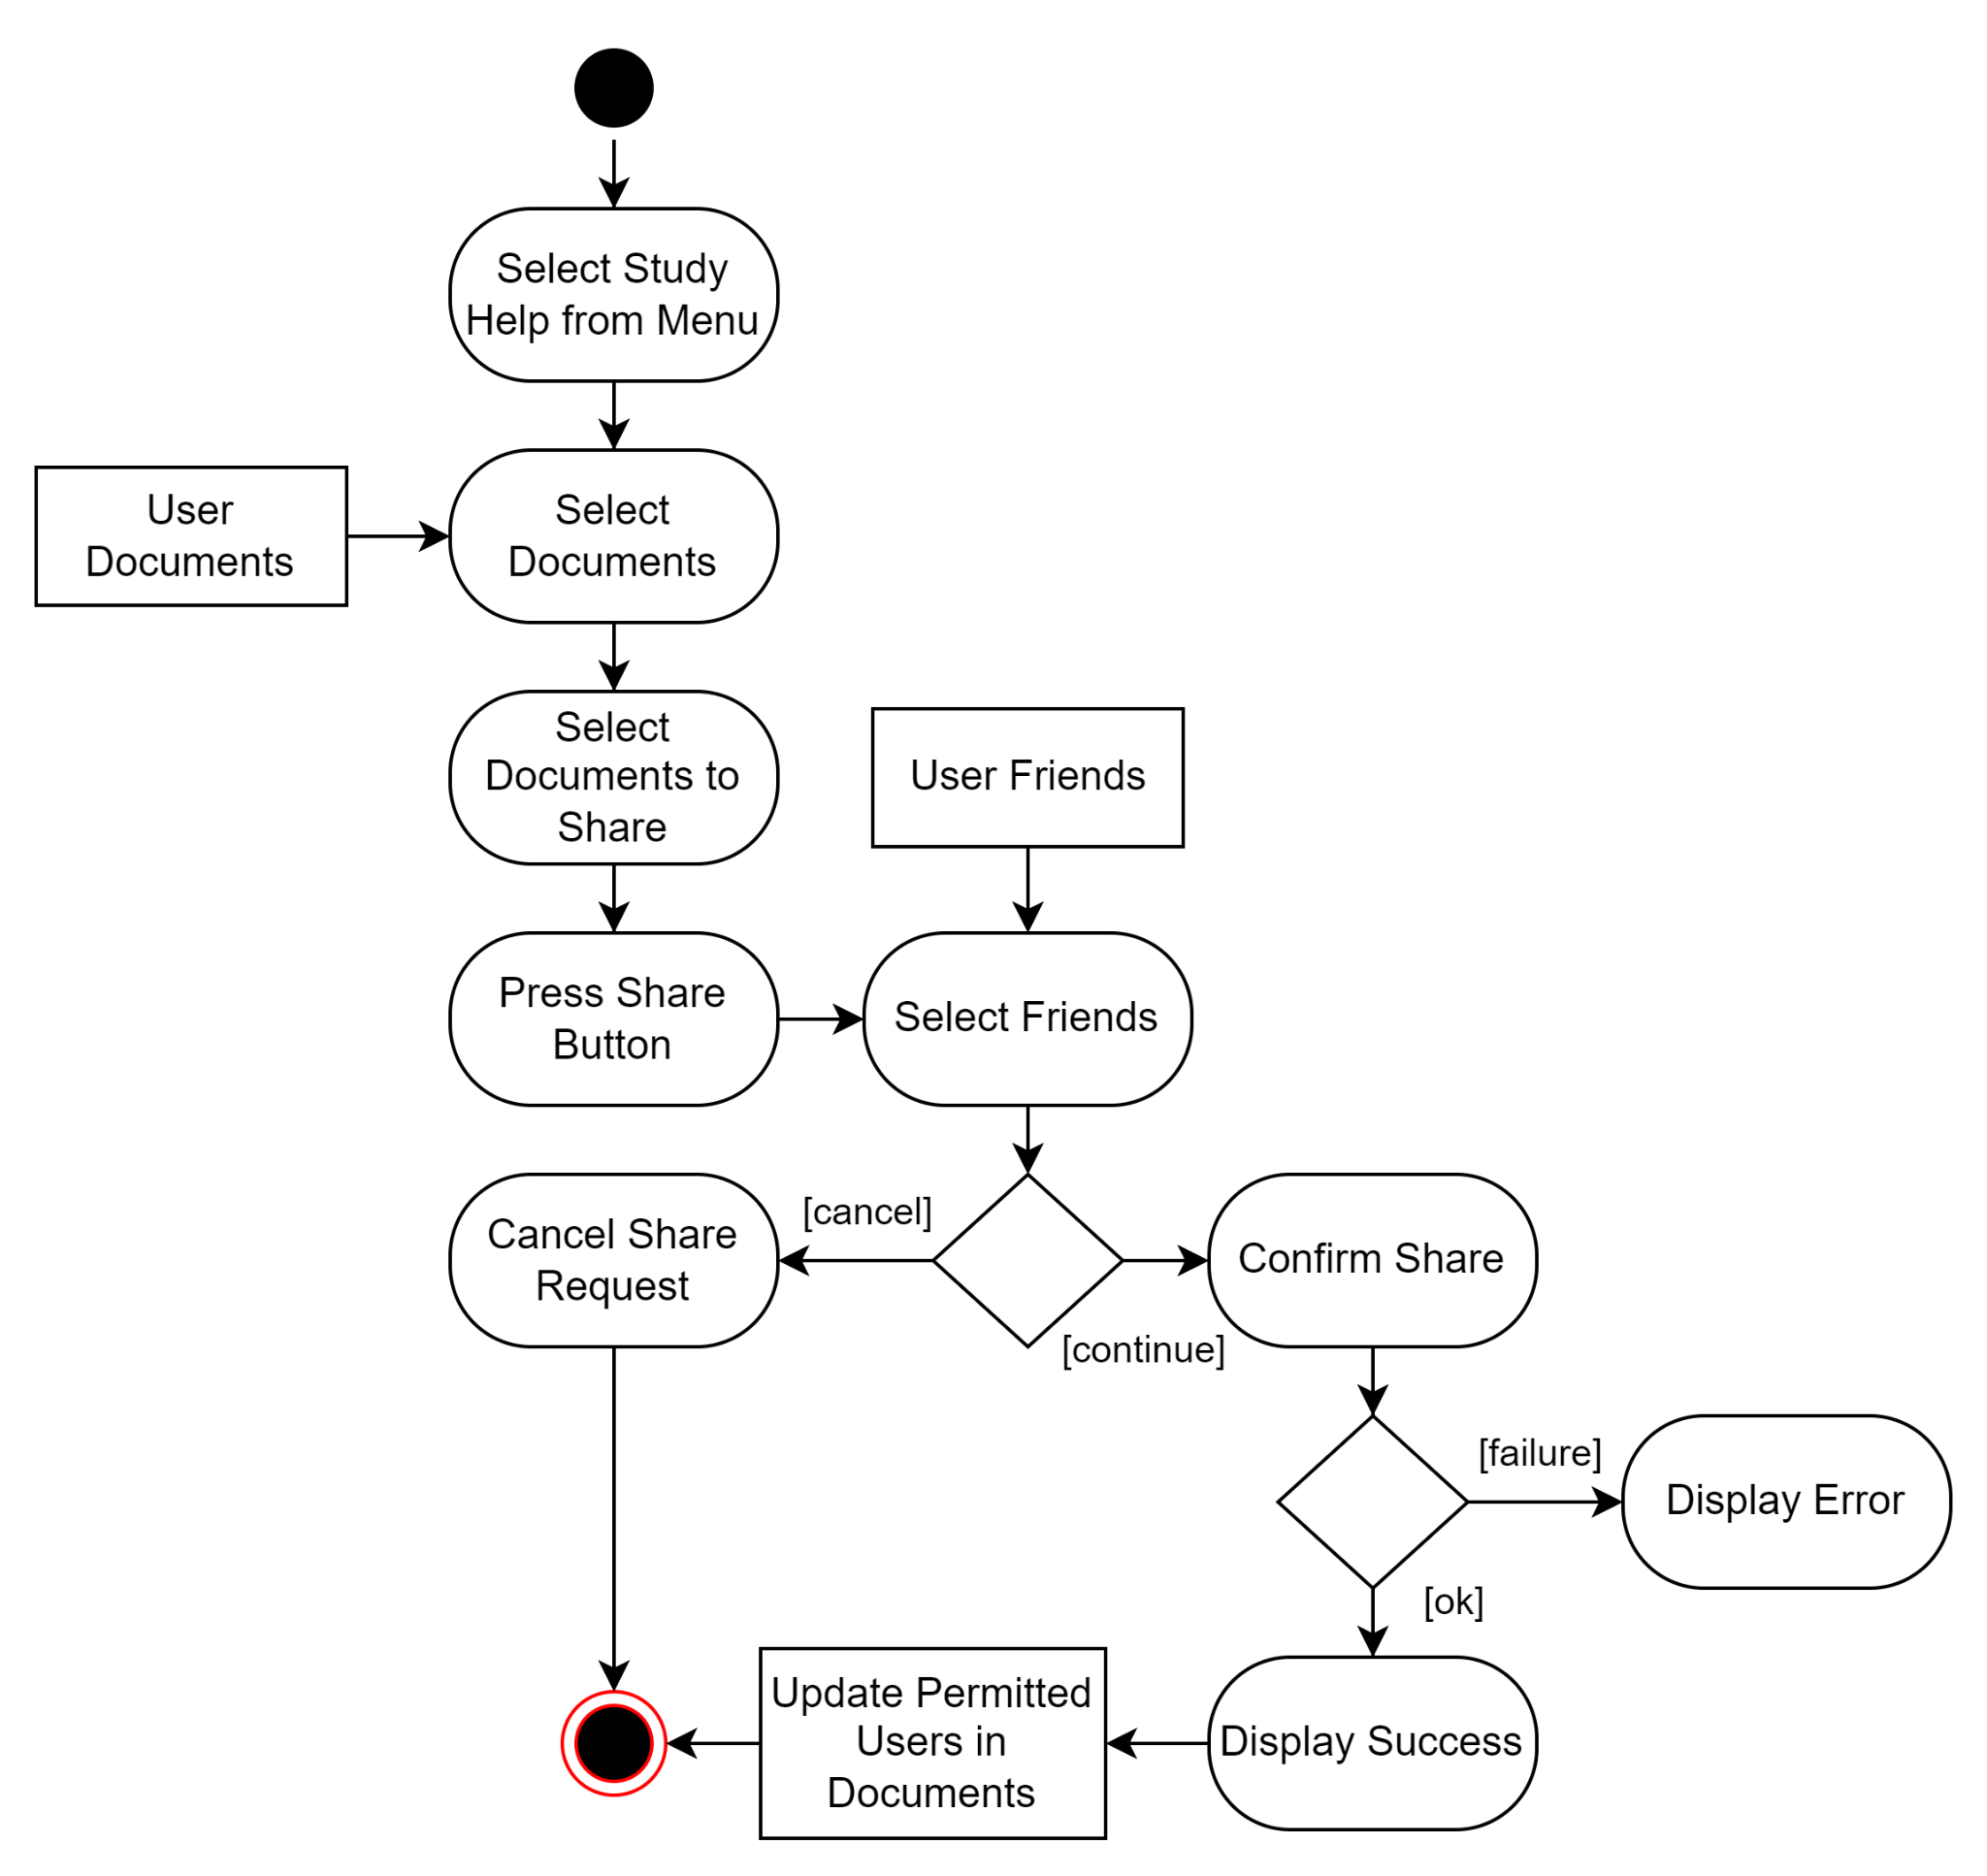 Select Study
Help from Menu
User
Documents
Select
Documents
Select
Documents to
Share
User Friends
Press Share
Button
Select Friends
Cancel Share
Request
[cancel]
[continue]
Confirm Share
[failure]
Display Error
[ok]
Update Permitted
Users in
Documents
Display Success